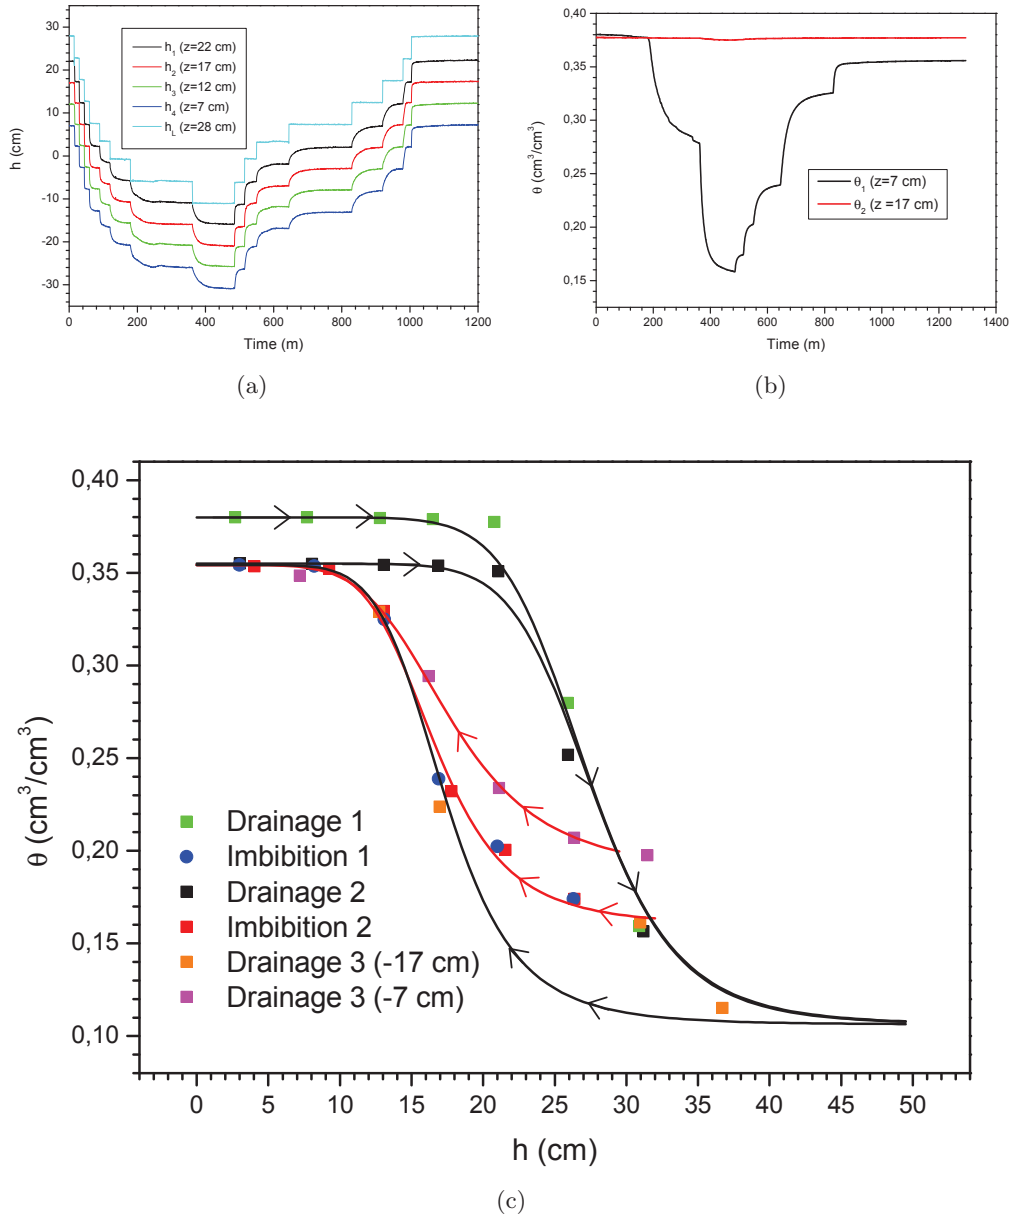 30
20
10
0
-10
-20
-30
h (cm)
h1 (z=22 cm)
h2 (z=17 cm)
h3 (z=12 cm)
h4 (z=7 cm)
hL (z=28 cm)
0 200 400 600 800 1000 1200
Time (m)
(a)
0,40
0,35
0,30
0,25
0,20
0,15
θ (cm3/cm3)
θ1 (z=7 cm)
θ2 (z =17 cm)
0 200 400 600 800 1000 1200 1400
Time (m)
(b)
0,40
0,35
0,30
0,25
0,20
0,15
0,10
θ (cm3/cm3)
Drainage 1
Imbibition 1
Drainage 2
Imbibition 2
Drainage 3 (-17 cm)
Drainage 3 (-7 cm)
0 5 10 15 20 25 30 35 40 45 50
h (cm)
(c)